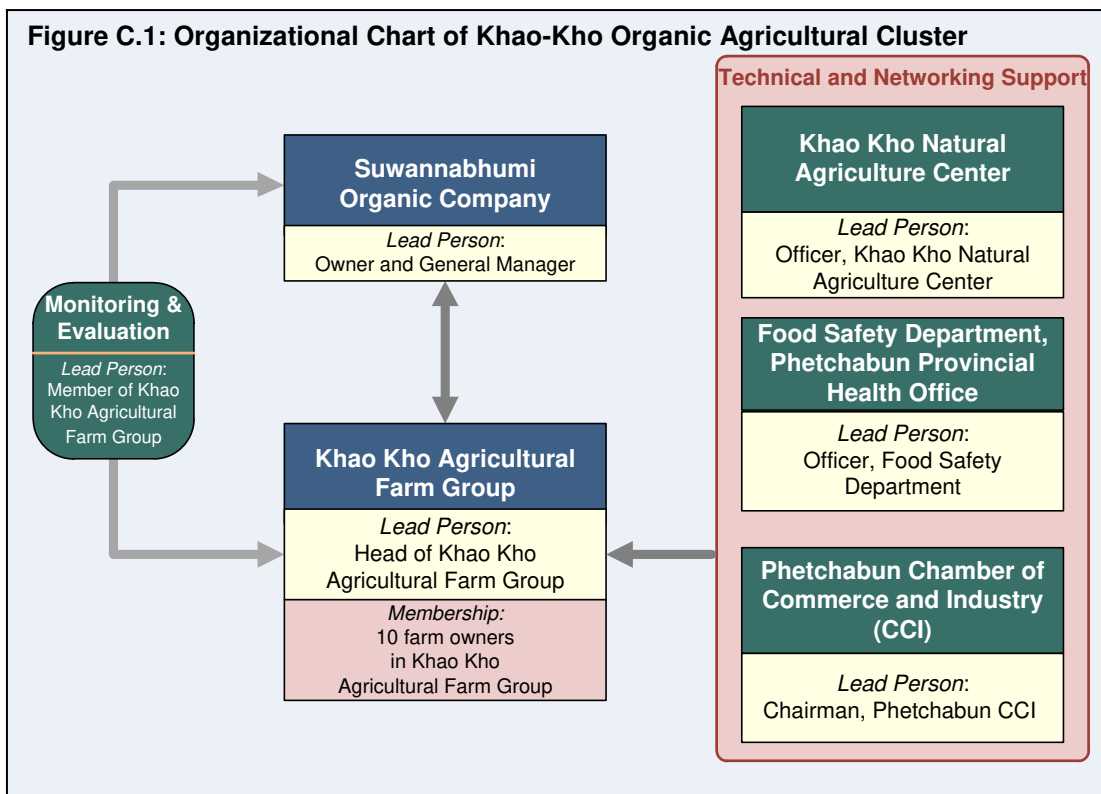 Figure C.1: Organizational Chart of Khao-Kho Organic Agricultural Cluster
Suwannabhumi
Organic Company
Lead Person:
Owner and General Manager
Monitoring &
Evaluation
Lead Person:
Member of Khao
Kho Agricultural
Farm Group
Khao Kho Agricultural
Farm Group
Lead Person:
Head of Khao Kho
Agricultural Farm Group
Membership:
10 farm owners
in Khao Kho
Agricultural Farm Group
Technical and Networking Support
Khao Kho Natural
Agriculture Center
Lead Person:
Officer, Khao Kho Natural
Agriculture Center
Food Safety Department,
Phetchabun Provincial
Health Office
Lead Person:
Officer, Food Safety
Department
Phetchabun Chamber of
Commerce and Industry
(CCI)
Lead Person:
Chairman, Phetchabun CCI